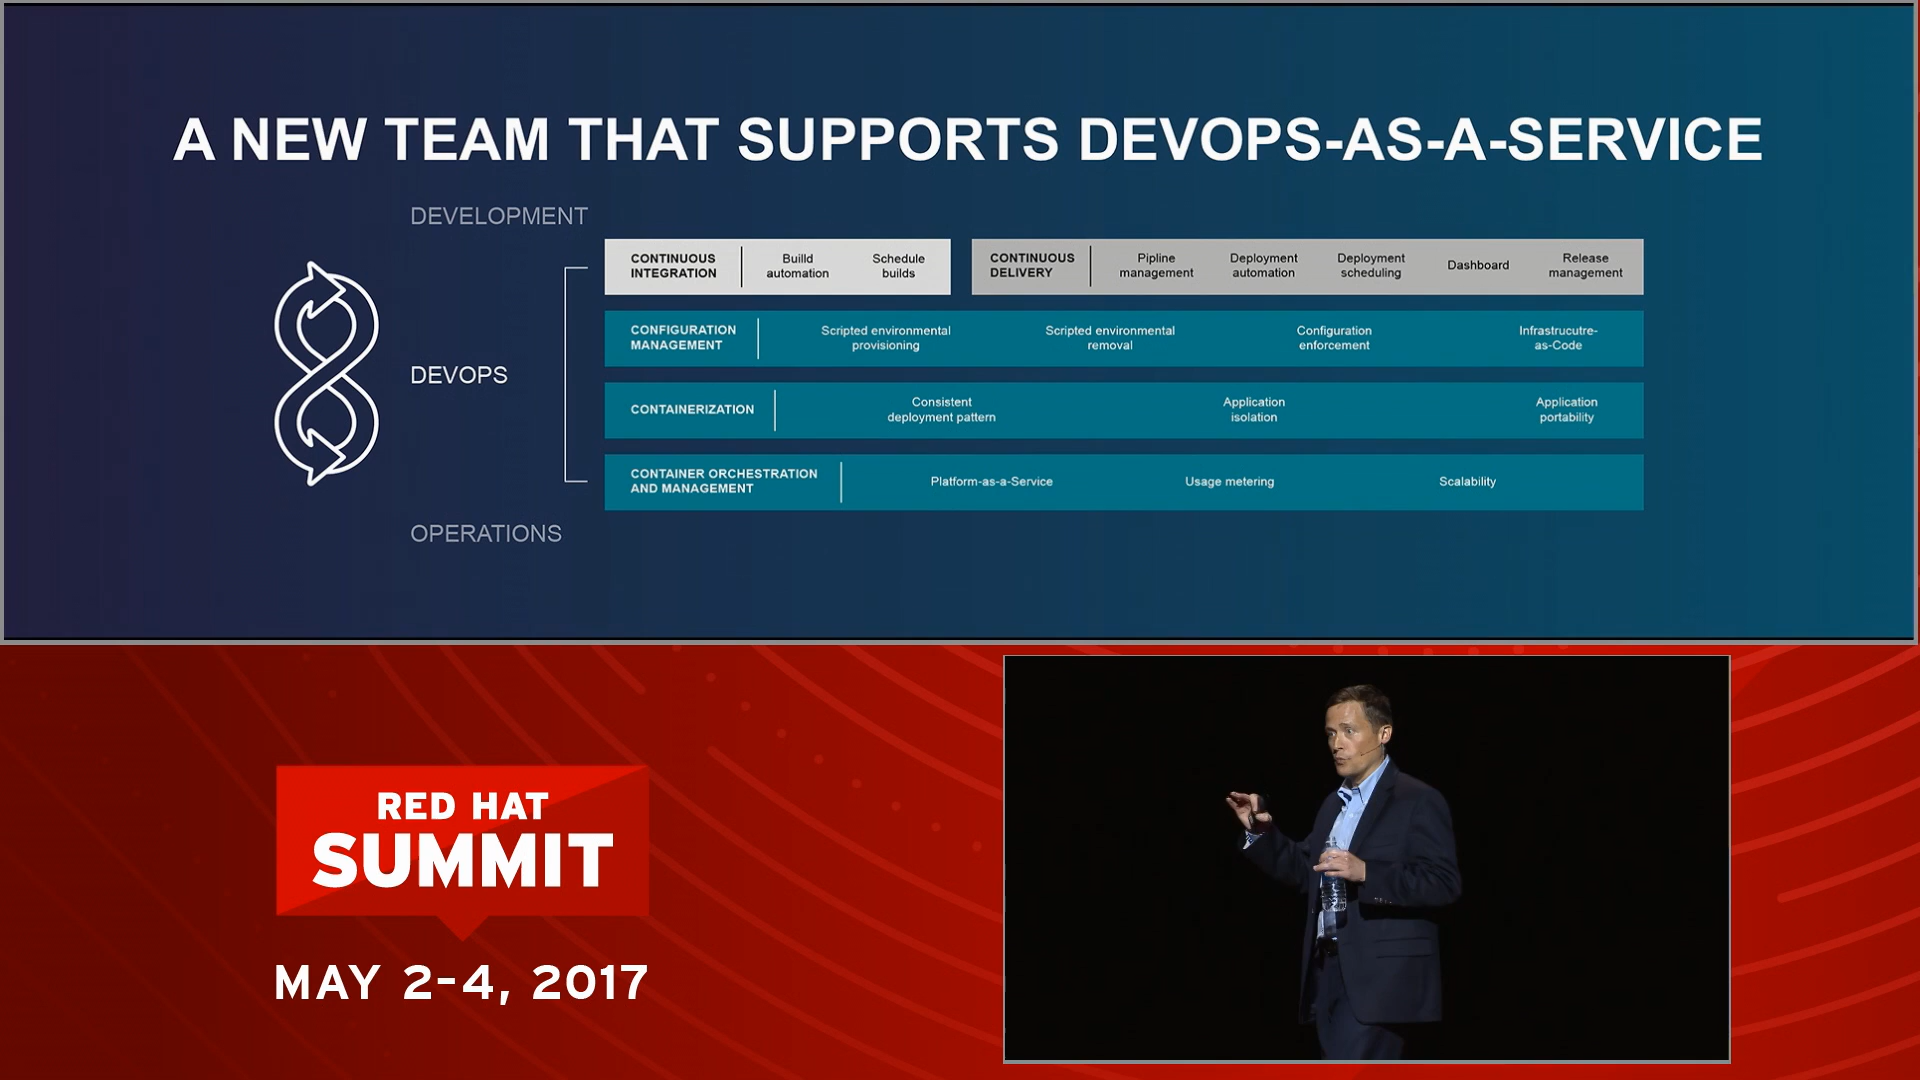 A NEW TEAM THAT SUPPORTS DEVOPS-AS-A-SERVICE
DEVELOPMENT
DEVOPS
OPERATIONS
CONTINUOUS
INTEGRATION
Builld
automation
Schedule
builds
CONTINUOUS
DELIVERY
Pipline
management
Deployment
automation
Deployment
scheduling
Dashboard
Release
management
CONFIGURATION
MANAGEMENT
Scripted environmental
provisioning
Scripted environmental
removal
Configuration
enforcement
Infrastrucutre-
as-Code
CONTAINERIZATION
Consistent
deployment pattern
Application
isolation
Application
portability
CONTAINER ORCHESTRATION
AND MANAGEMENT
Platform-as-a-Service
Usage metering
Scalability
RED HAT
SUMMIT
MAY 2-4, 2017